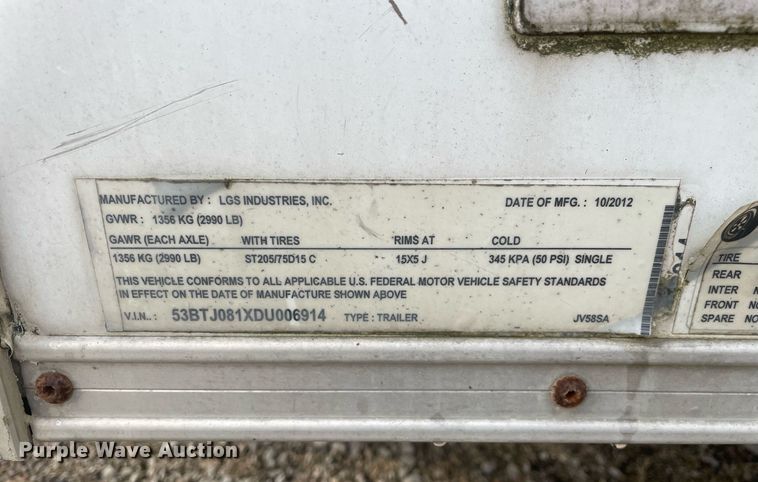 MANUFACTURED BY : LGS INDUSTRIES, INC. DATE OF MFG. : 10/2012
GVWR : 1356 KG (2990 LB)
GAWR (EACH AXLE) WITH TIRES RIMS AT COLD
1356 KG (2990 LB) ST205/75D15 C 15X5 J 345 KPA (50 PSI) SINGLE
THIS VEHICLE CONFORMS TO ALL APPLICABLE U.S. FEDERAL MOTOR VEHICLE SAFETY STANDARDS
IN EFFECT ON THE DATE OF MANUFACTURE SHOWN ABOVE
V.I.N.. : 53BTJ081XDU006914 TYPE : TRAILER JV58SA
TIRE
REAR
INTER
FRONT
SPARE
Purple Wave Auction
Purple Wave Auction